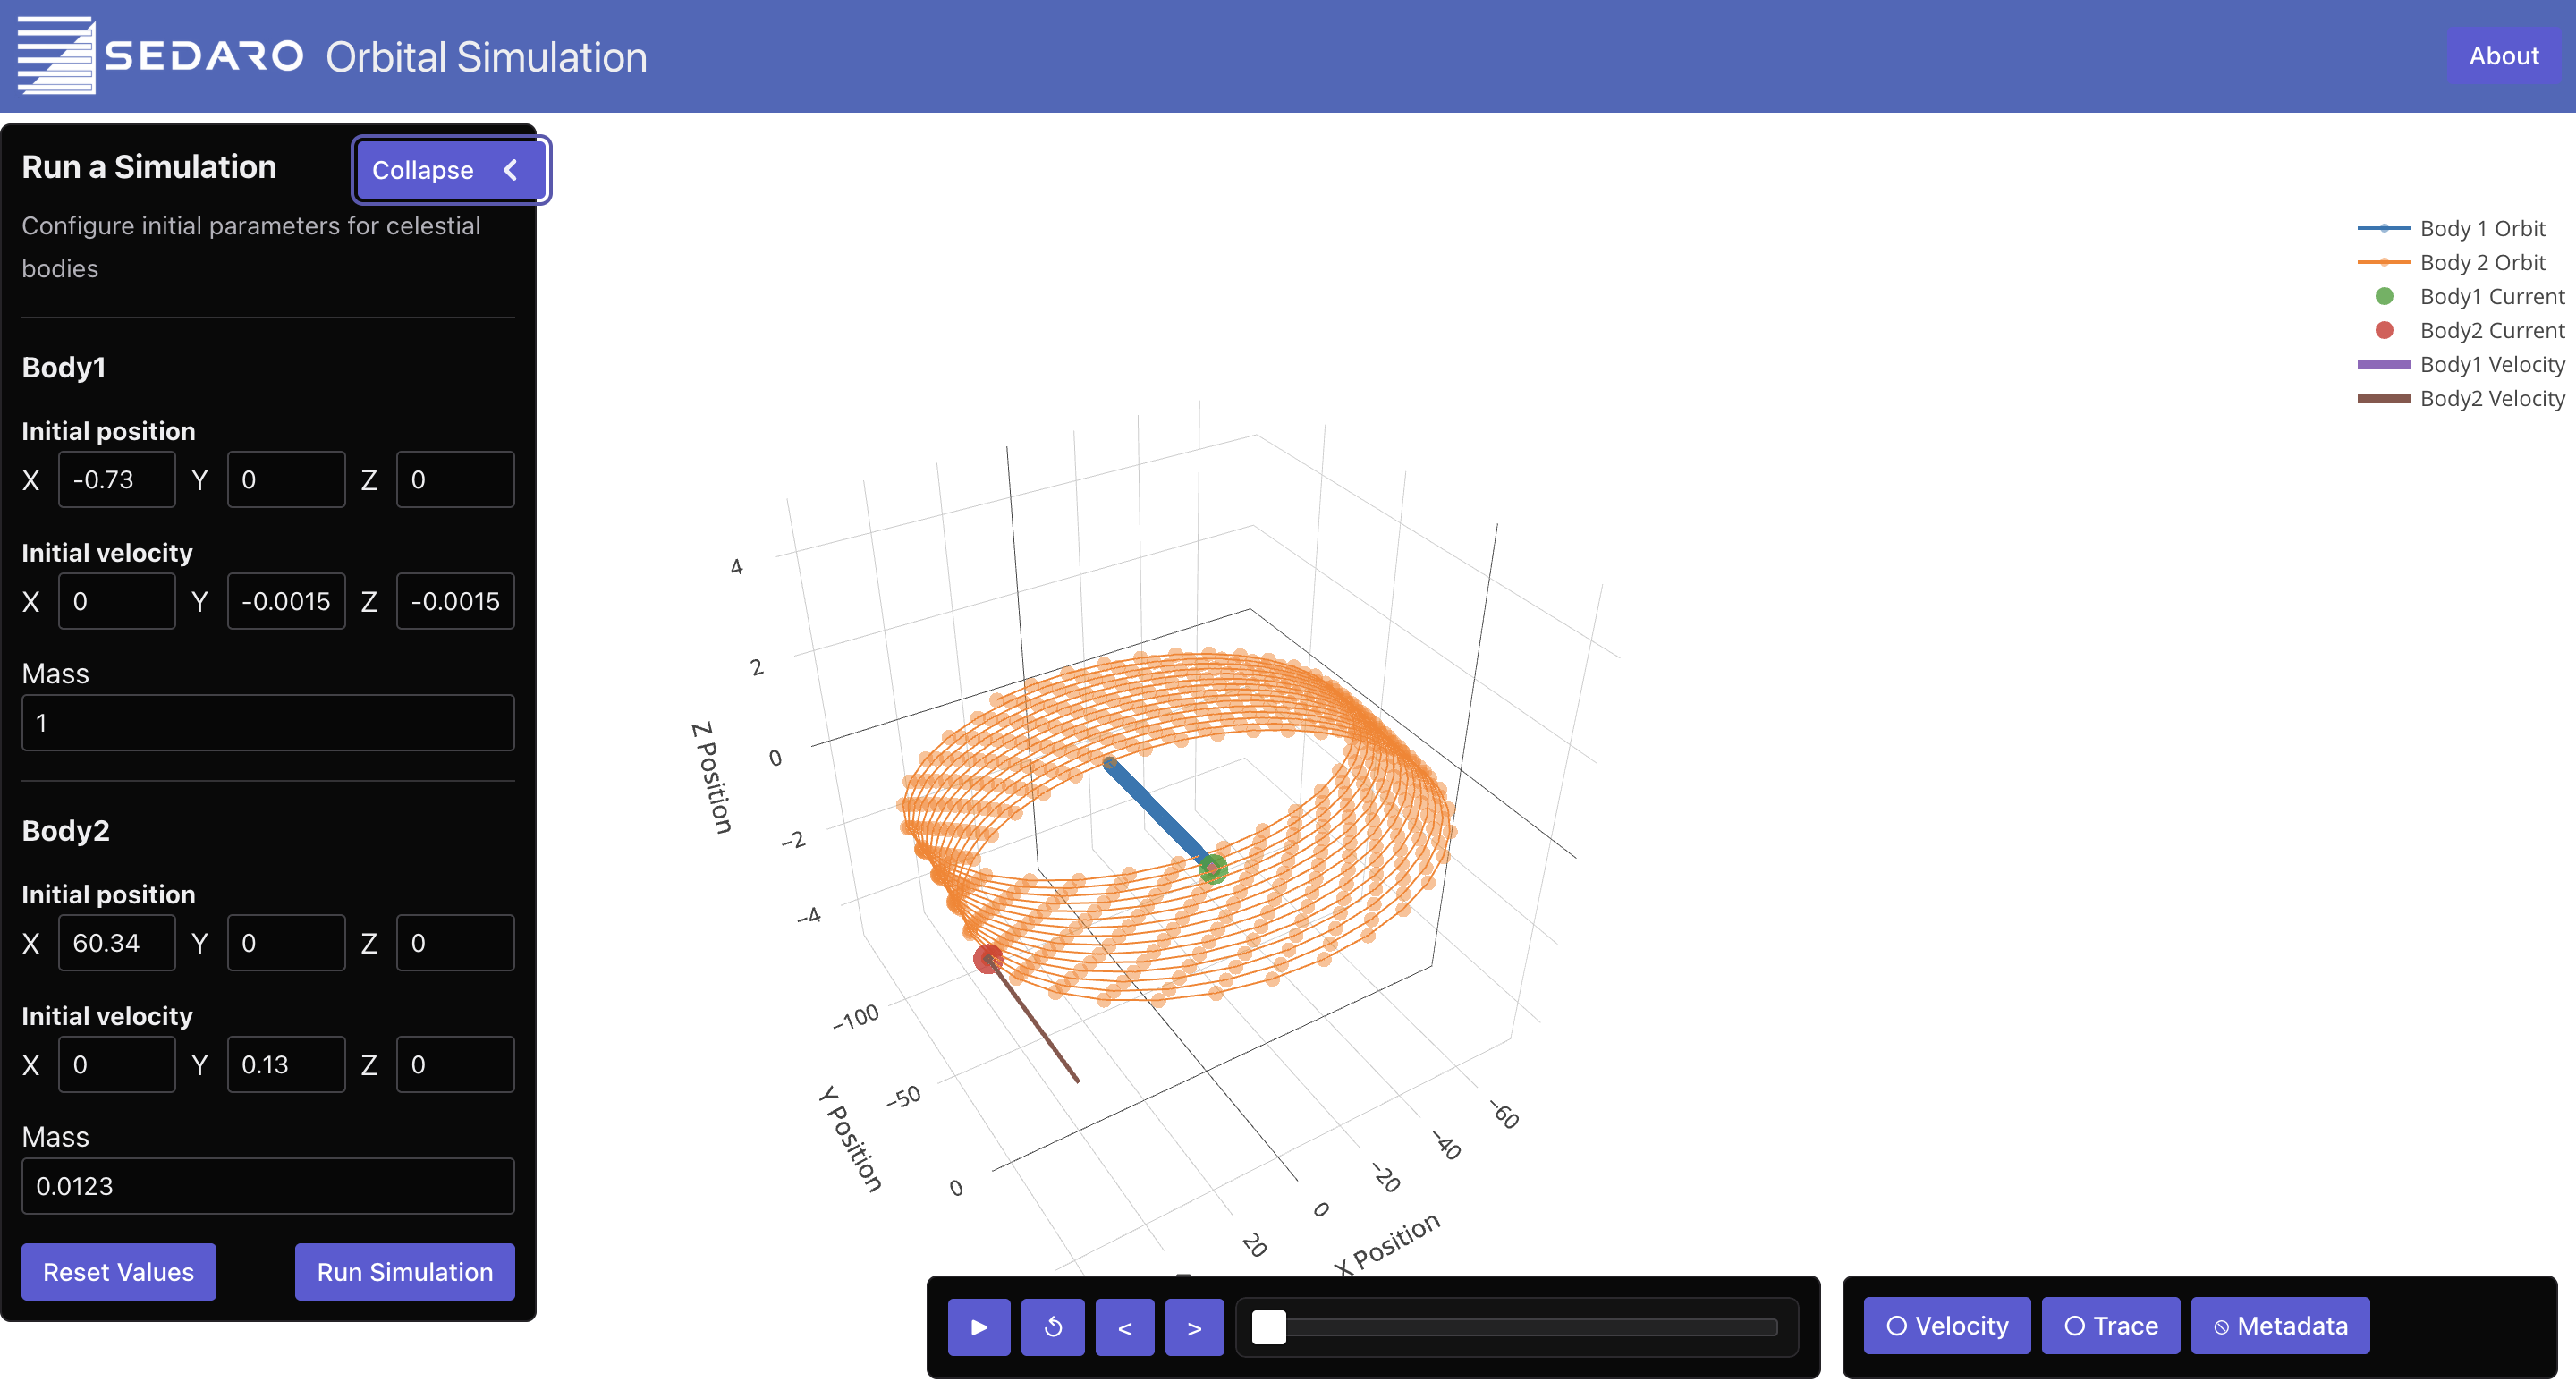 SEDARO Orbital Simulation
About
Run a Simulation
Collapse <
Configure initial parameters for celestial
bodies
Body1
Initial position
X -0.73 Y 0 Z 0
Initial velocity
X 0 Y -0.0015 Z -0.0015
Mass
1
Body2
Initial position
X 60.34 Y 0 Z 0
Initial velocity
X 0 Y 0.13 Z 0
Mass
0.0123
Reset Values
Run Simulation
Body 1 Orbit
Body 2 Orbit
Body1 Current
Body2 Current
Body1 Velocity
Body2 Velocity
4
2
0
−2
−4
Z Position
−100
−50
0
Y Position
20
0
−20
−40
−60
X Position
<
>
Velocity
Trace
Metadata